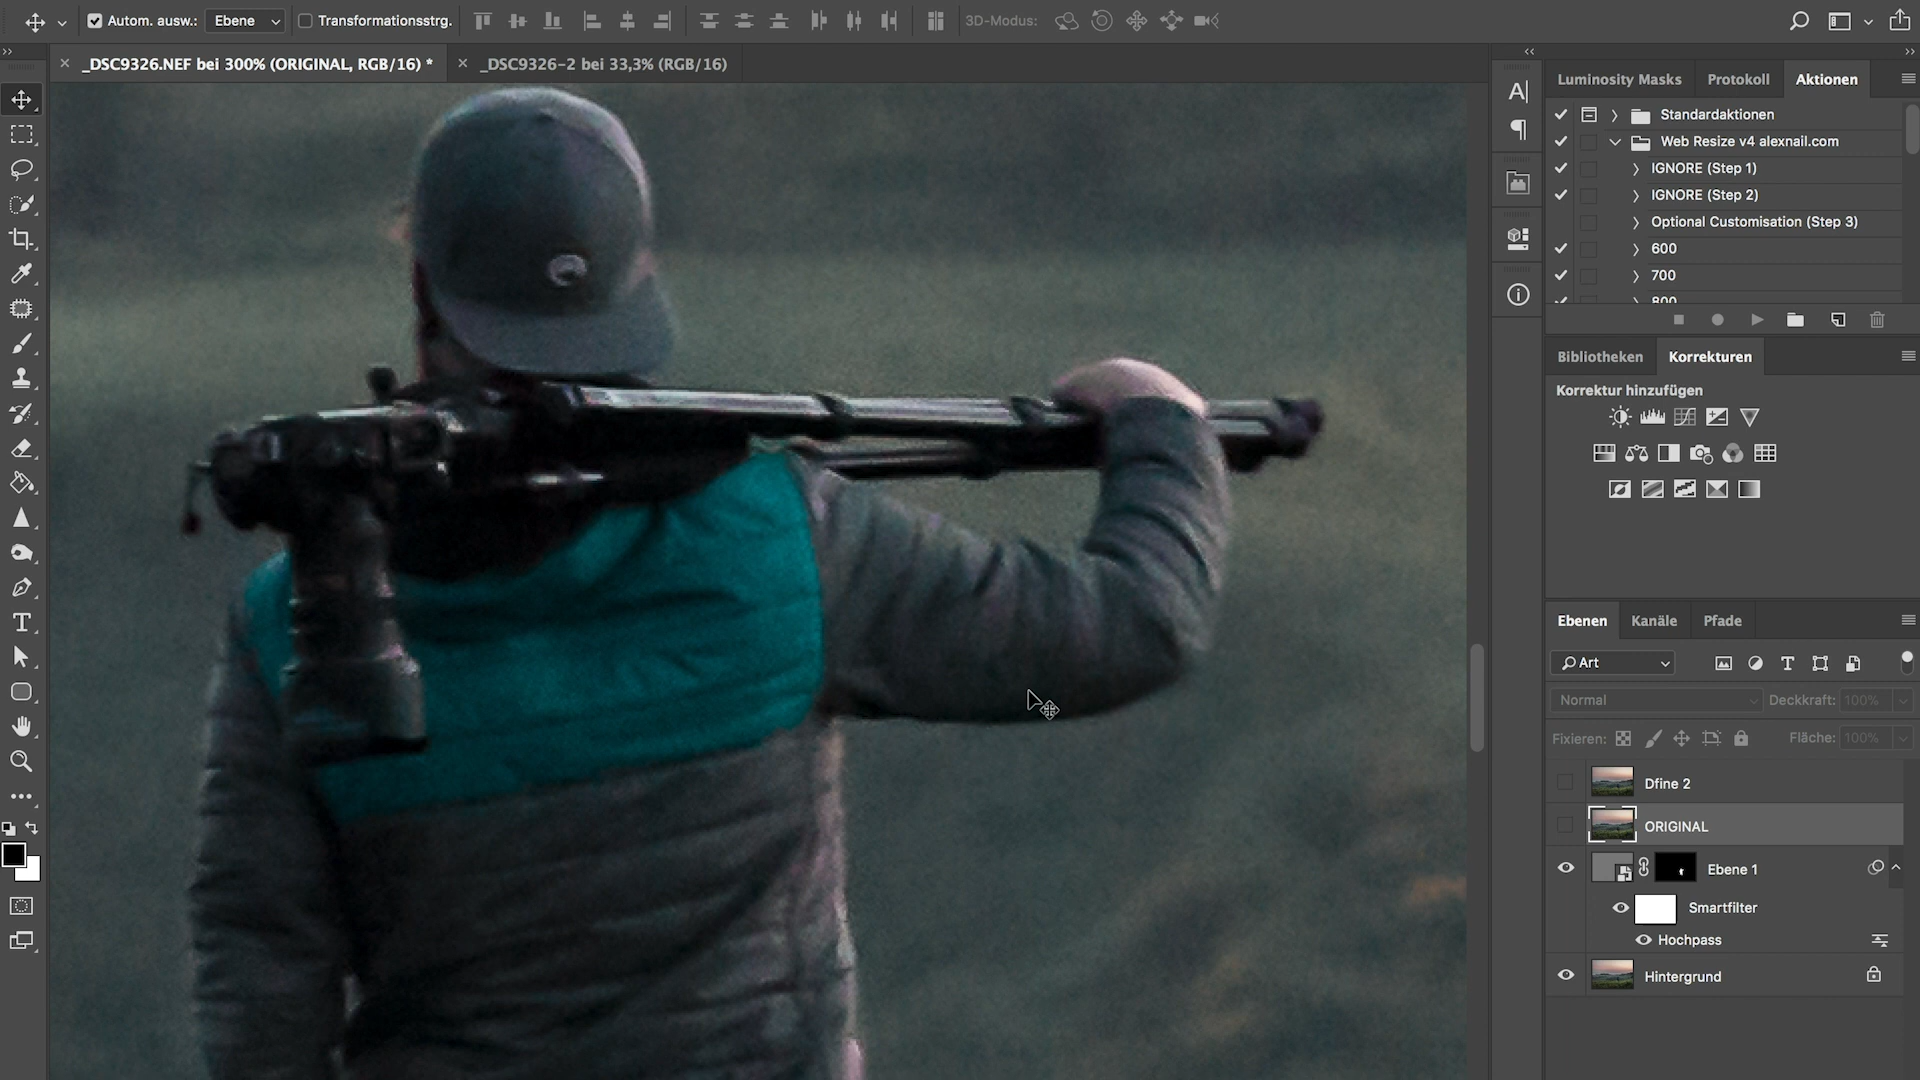 Autom. ausw.: Ebene Transformationsstrg. 3D-Modus:
_DSC9326.NEF bei 300% (ORIGINAL, RGB/16) *
_DSC9326-2 bei 33,3% (RGB/16)
Luminosity Masks Protokoll Aktionen
Standardaktionen
Web Resize v4 alexnail.com
IGNORE (Step 1)
IGNORE (Step 2)
Optional Customisation (Step 3)
600
700
800
Bibliotheken Korrekturen
Korrektur hinzufügen
Ebenen Kanäle Pfade
Art
Normal Deckkraft: 100%
Fixieren: Fläche: 100%
Dfine 2
ORIGINAL
Ebene 1
Smartfilter
Hochpass
Hintergrund